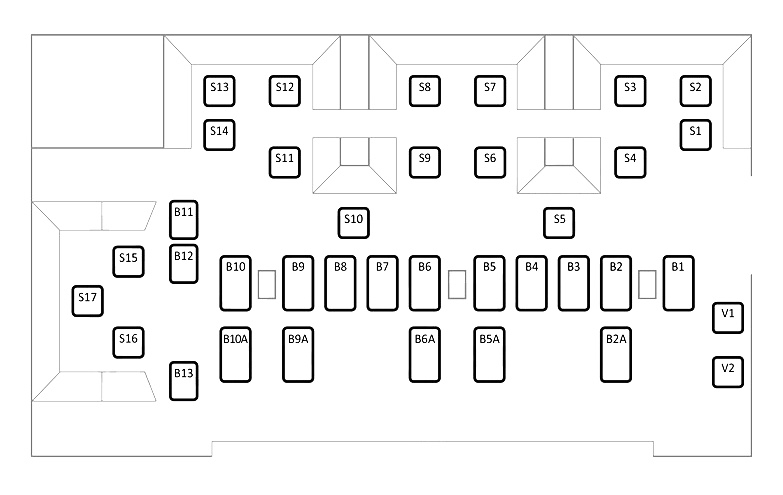 S13 S12 S8 S7 S3 S2
S14 S1
S11 S9 S6 S4
B11 S10 S5
B12
S15
B10 B9 B8 B7 B6 B5 B4 B3 B2 B1
S17
V1
S16 B10A B9A B6A B5A B2A
B13 V2